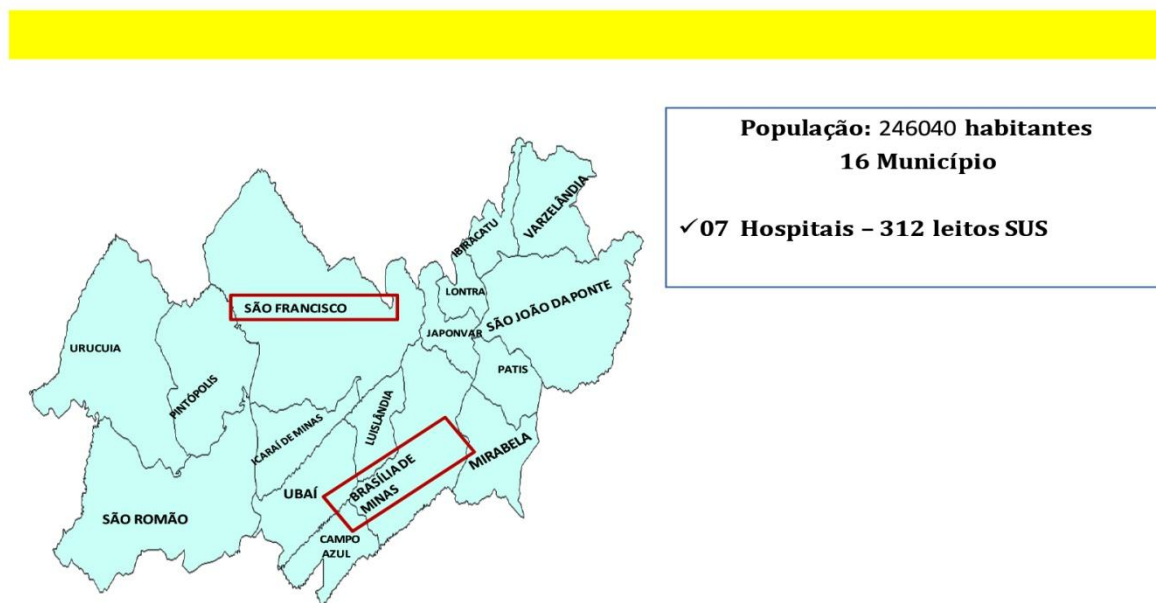 População: 246040 habitantes
16 Município
✓07 Hospitais – 312 leitos SUS
VARZELÂNDIA
IBIRACATU
LONTRA
SÃO JOÃO DA PONTE
SÃO FRANCISCO
JAPONVAR
URUCUIA
PATIS
PINTÓPOLIS
LUISLÂNDIA
ICARAÍ DE MINAS
MIRABELA
BRASÍLIA DE
MINAS
UBAÍ
SÃO ROMÃO
CAMPO
AZUL